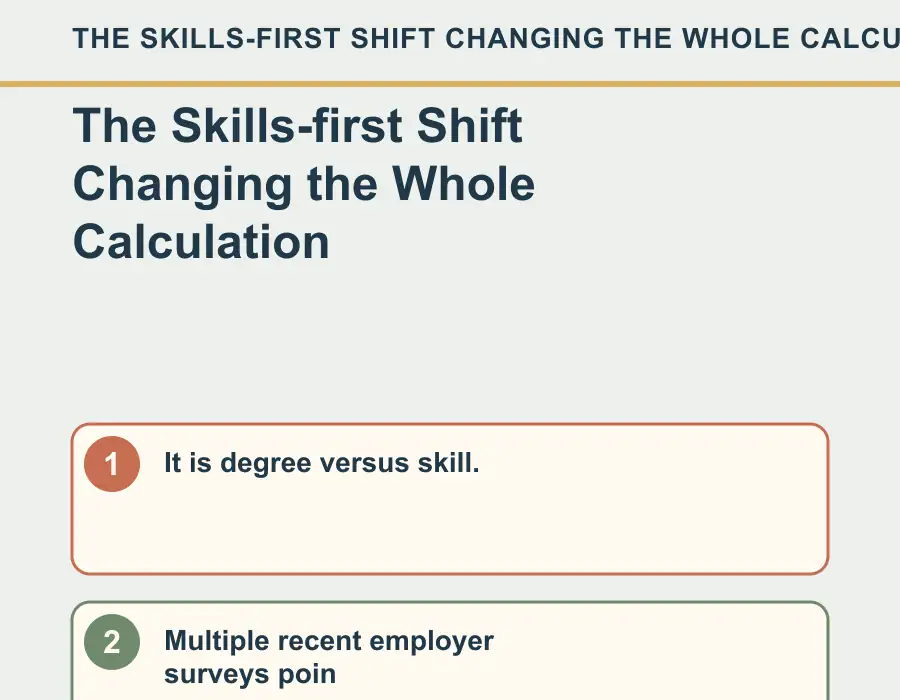 THE SKILLS-FIRST SHIFT CHANGING THE WHOLE CALCU
The Skills-first Shift
Changing the Whole
Calculation
1
It is degree versus skill.
2
Multiple recent employer
surveys poin